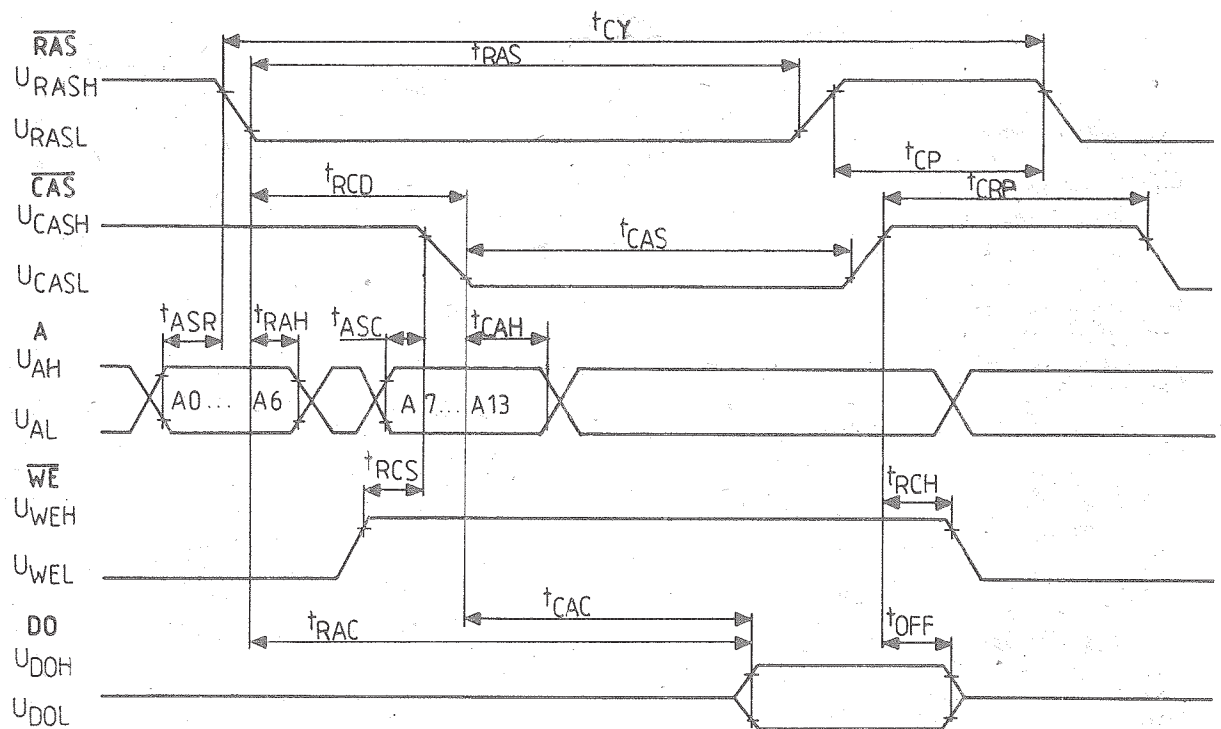 tCY
RAS
tRAS
URASH
URASL
tCP
tRCD
CAS
tCRP
UCASH
tCAS
UCASL
tASR
tRAH
tASC
tCAH
A
UAH
A0... A6
A7... A13
UAL
tRCS
WE
tRCH
UWEH
UWEL
tCAC
DO
tRAC
tOFF
UDOH
UDOL